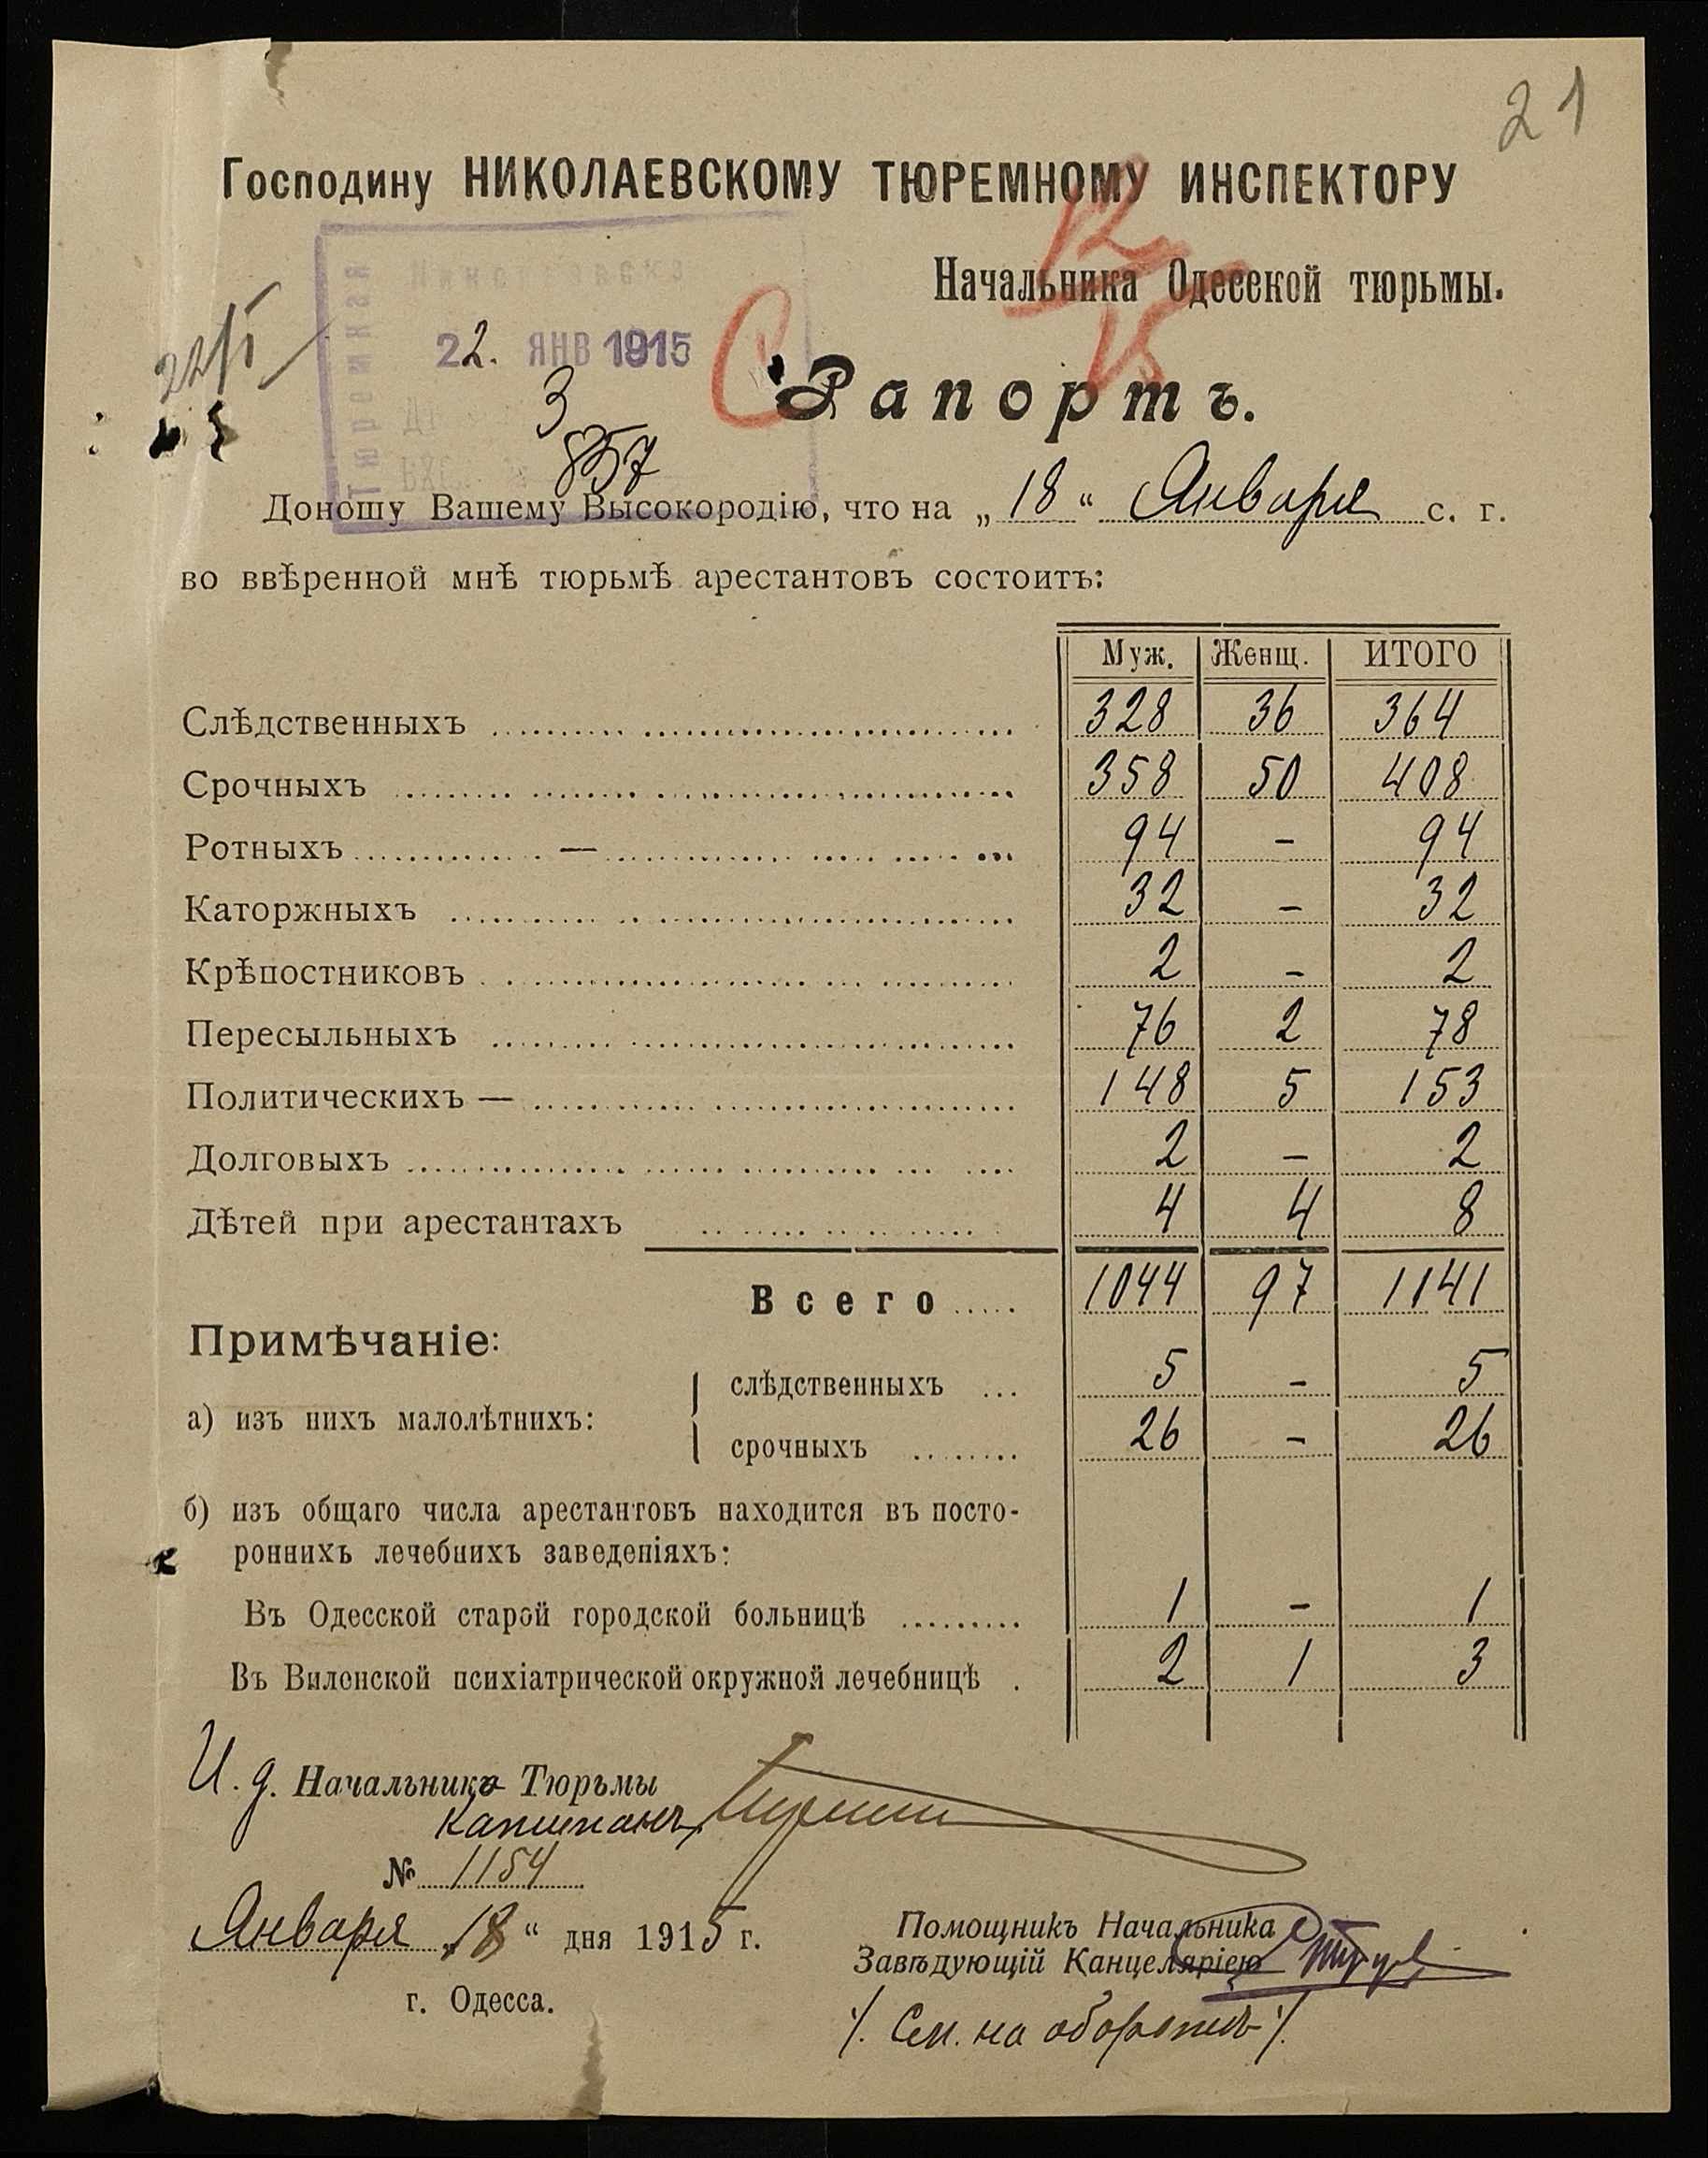 21
Господину НИКОЛАЕВСКОМУ ТЮРЕМНОМУ ИНСПЕКТОРУ
Начальника Одесской тюрьмы.
22/I
22. ЯНВ 1915
3
857
Рапортъ.
Доношу Вашему Высокородію, что на „18“ Января с. г.
во ввѣренной мнѣ тюрьмѣ арестантовъ состоитъ:
Муж. Женщ. ИТОГО
Слѣдственныхъ 328 36 364
Срочныхъ 358 50 408
Ротныхъ — 94 - 94
Каторжныхъ 32 - 32
Крѣпостниковъ 2 - 2
Пересыльныхъ 76 2 78
Политическихъ — 148 5 153
Долговыхъ 2 - 2
Дѣтей при арестантахъ 4 4 8
Всего 1044 97 1141
Примѣчаніе:
а) изъ нихъ малолѣтнихъ:
слѣдственныхъ 5 - 5
срочныхъ 26 - 26
б) изъ общаго числа арестантовъ находится въ посто-
роннихъ лечебнихъ заведеніяхъ:
Въ Одесской старой городской больницѣ 1 - 1
Въ Виленской психіатрической окружной лечебницѣ 2 1 3
И. д. Начальника Тюрьмы
Капитанъ
№ 1154
Января 18 “ дня 1915 г.
г. Одесса.
Помощникъ Начальника
Завѣдующій Канцеляріею
/. См. на оборотѣ /.